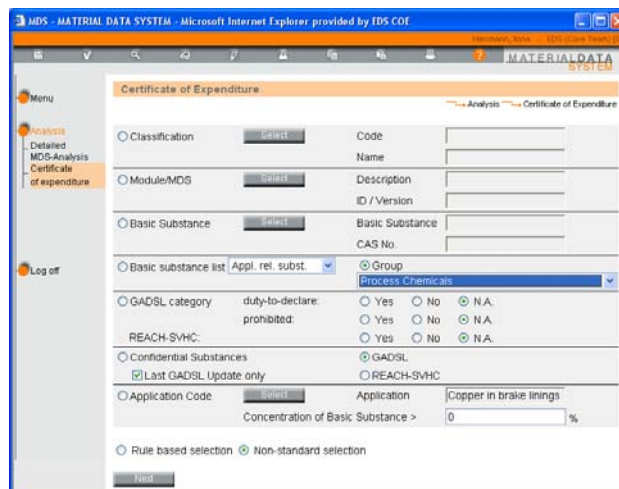 MDS - MATERIAL DATA SYSTEM - Microsoft Internet Explorer provided by EDS COE
EDS (Core Team)
MATERIALDATA
SYSTEM
Menu
Analysis
Detailed
MDS-Analysis
Certificate
of expenditure
Log off
Certificate of Expenditure
Analysis Certificate of Expenditure
Classification Select Code
Name
Module/MDS Select Description
ID / Version
Basic Substance Select Basic Substance
CAS No.
Basic substance list Appl. rel. subst. Group
Process Chemicals
GADSL category duty-to-declare: Yes No N.A.
prohibited: Yes No N.A.
REACH-SVHC: Yes No N.A.
Confidential Substances GADSL
Last GADSL Update only REACH-SVHC
Application Code Select Application Copper in brake linings
Concentration of Basic Substance > 0 %
Rule based selection Non-standard selection
Next